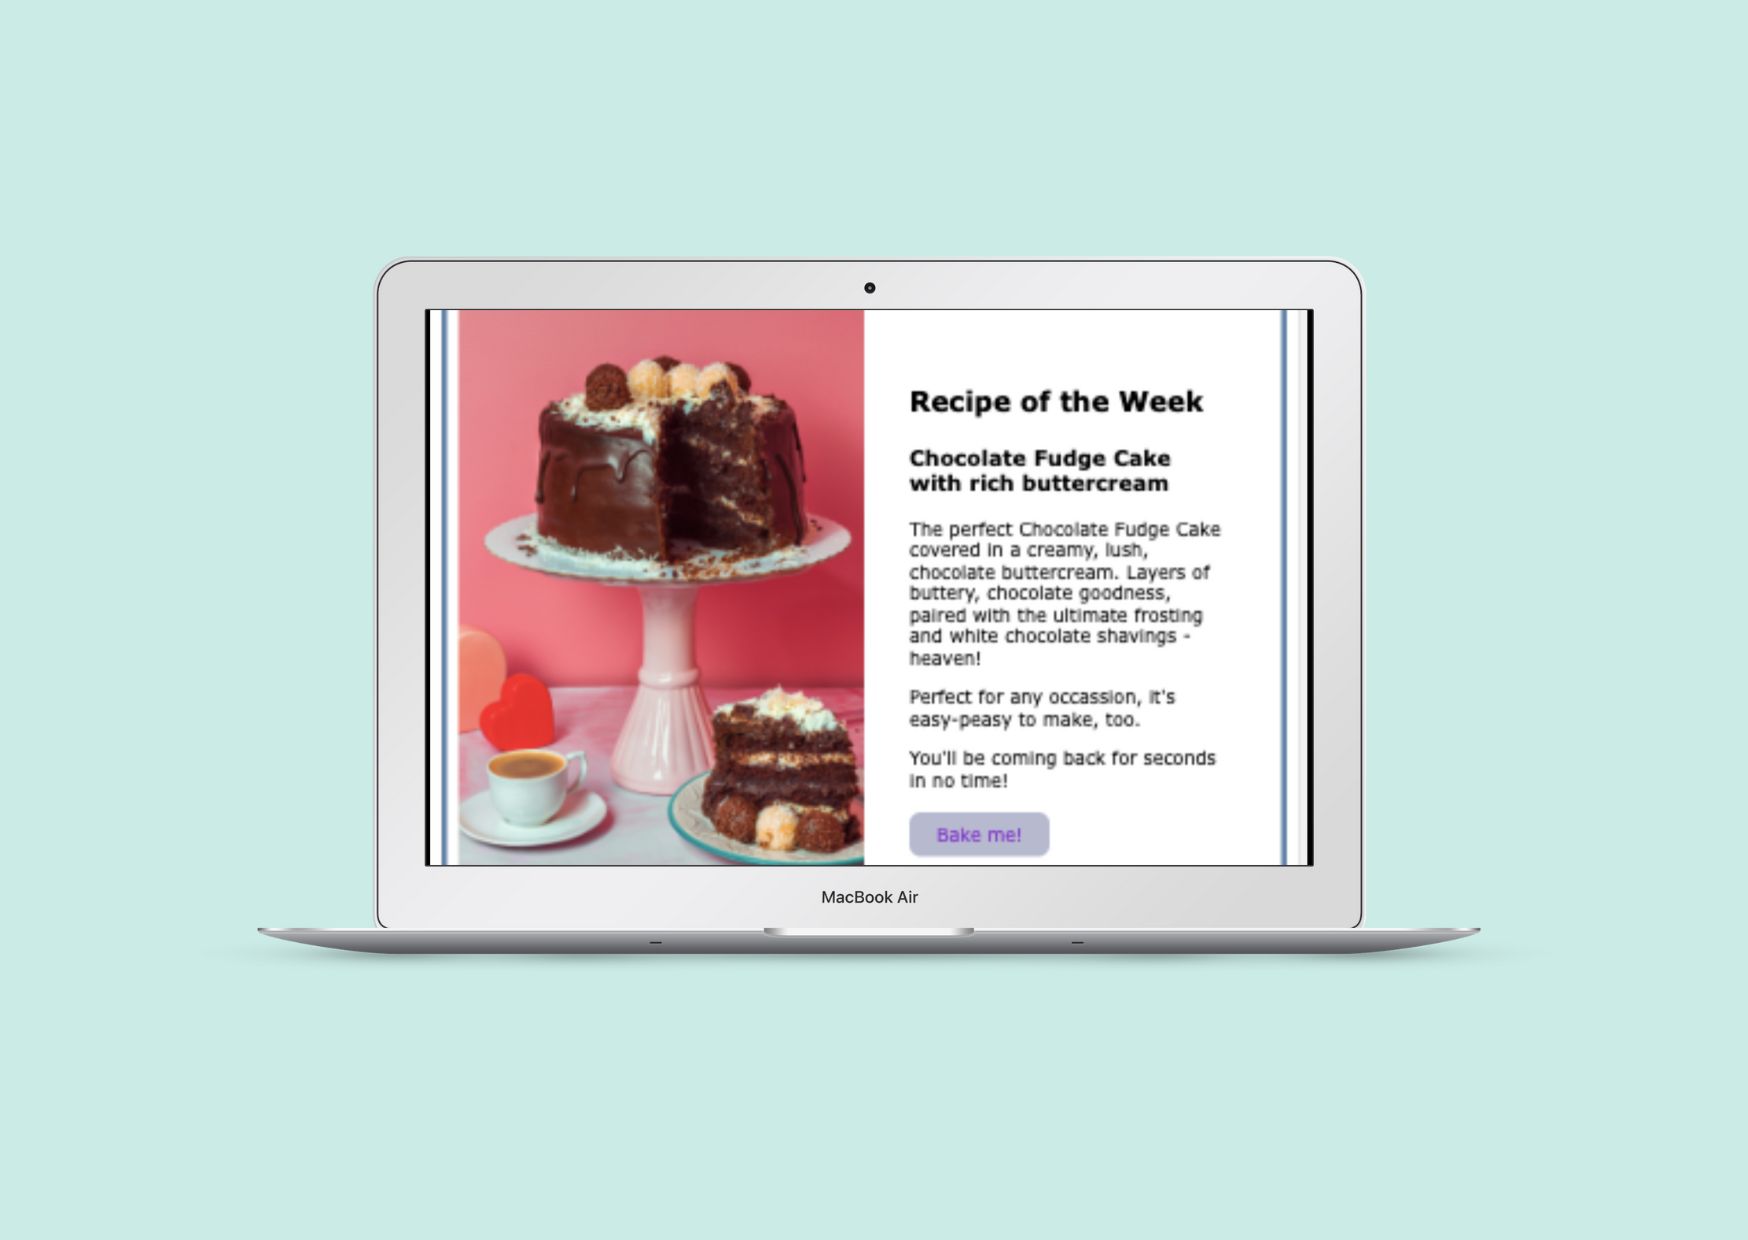 Recipe of the Week
Chocolate Fudge Cake
with rich buttercream
The perfect Chocolate Fudge Cake
covered in a creamy, lush,
chocolate buttercream. Layers of
buttery, chocolate goodness,
paired with the ultimate frosting
and white chocolate shavings -
heaven!
Perfect for any occassion, it's
easy-peasy to make, too.
You'll be coming back for seconds
in no time!
Bake me!
MacBook Air